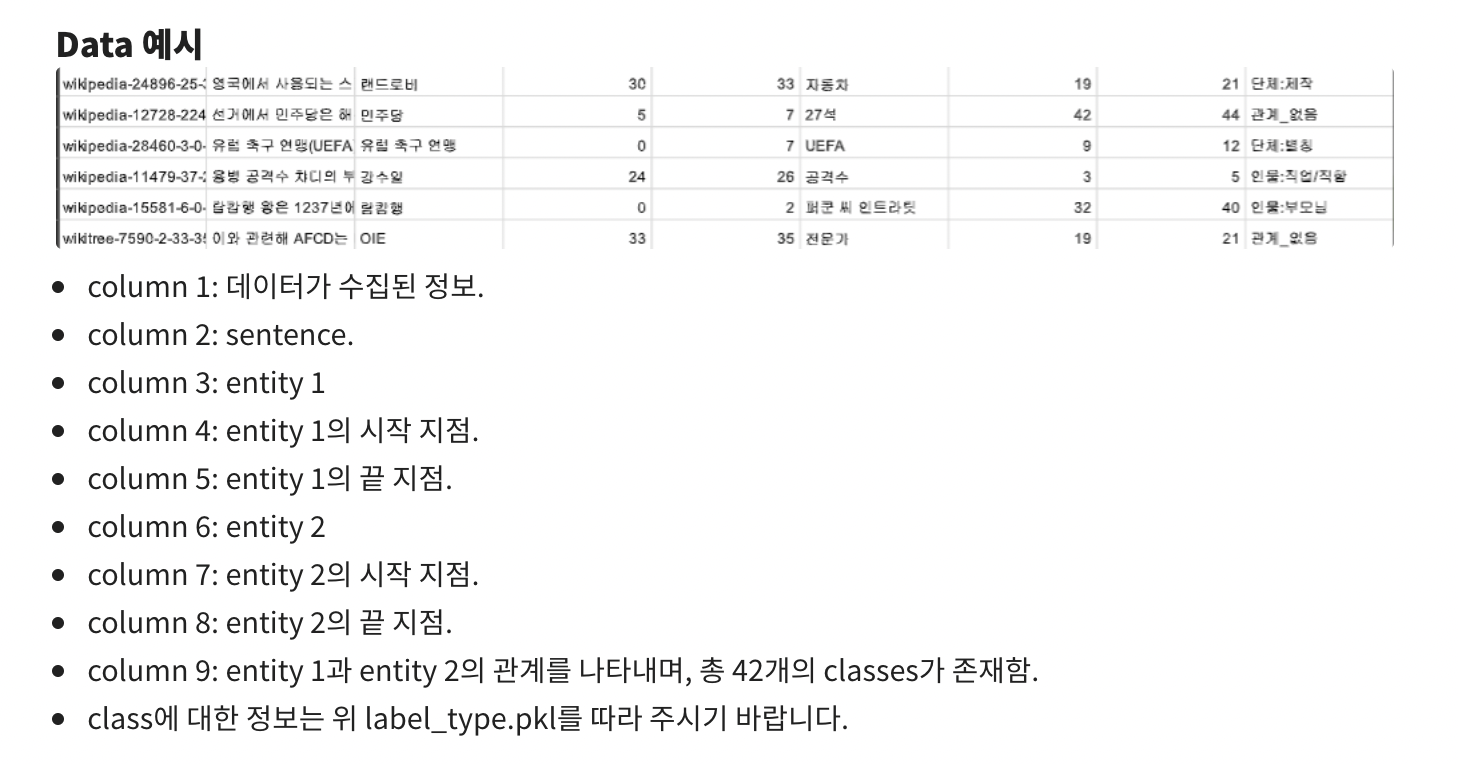 Data 예시
wikipedia-24896-25- 영국에서 사용되는 스 랜드로버 30 33 자동차 19 21 단체:제작
wikipedia-12728-224 선거에서 민주당은 해 민주당 5 7 27석 42 44 관계_없음
wikipedia-28460-3-0- 유럽 축구 연맹(UEFA 유럽 축구 연맹 0 7 UEFA 9 12 단체:별칭
wikipedia-11479-37- 용병 공격수 챠디의 부 강수일 24 26 공격수 3 5 인물:직업/직함
wikipedia-15581-6-0- 람캄행 왕은 1237년에 람캄행 0 2 퍼쿤 씨 인트라팃 32 40 인물:부모님
wikitree-7590-2-33-3 이와 관련해 AFCD는 OIE 33 35 전문가 19 21 관계_없음
• column 1: 데이터가 수집된 정보.
• column 2: sentence.
• column 3: entity 1
• column 4: entity 1의 시작 지점.
• column 5: entity 1의 끝 지점.
• column 6: entity 2
• column 7: entity 2의 시작 지점.
• column 8: entity 2의 끝 지점.
• column 9: entity 1과 entity 2의 관계를 나타내며, 총 42개의 classes가 존재함.
• class에 대한 정보는 위 label_type.pkl를 따라 주시기 바랍니다.